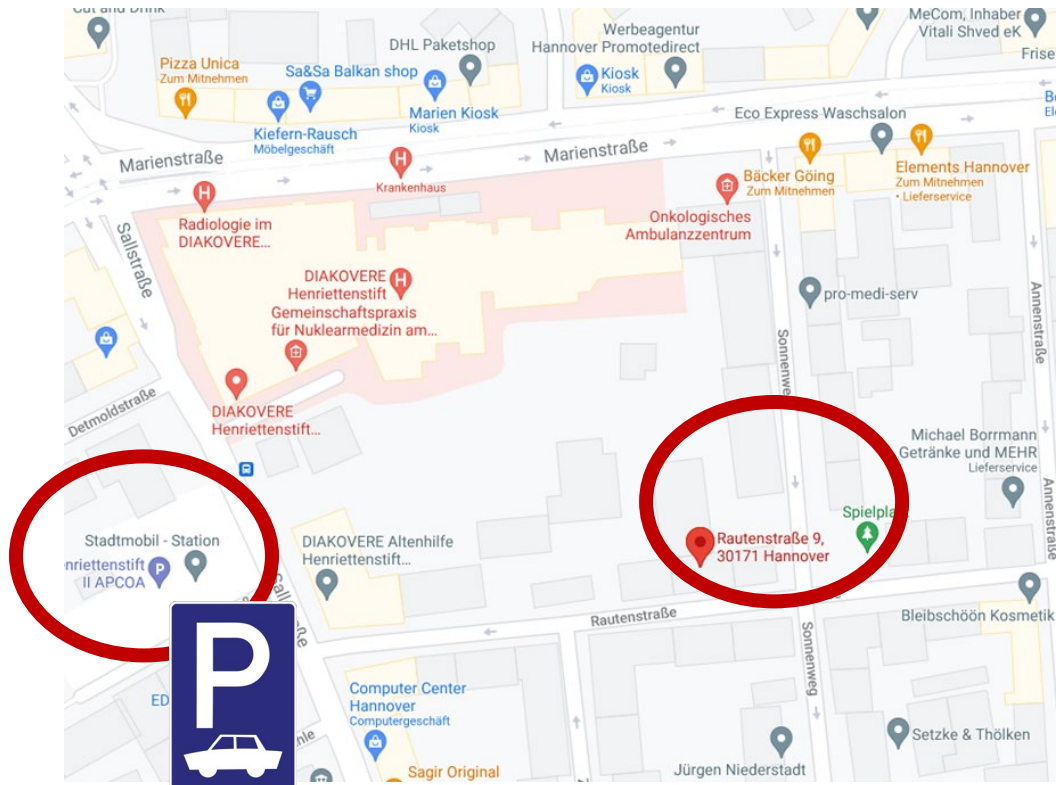 Cut and Drink
MeCom, Inhaber
Vitali Shved eK
Werbeagentur
Hannover Promotedirect
DHL Paketshop
Frise
Pizza Unica
Zum Mitnehmen
Sa&Sa Balkan shop
Kiosk
Kiosk
Marien Kiosk
Kiosk
Kiefern-Rausch
Möbelgeschäft
Eco Express Waschsalon
Marienstraße
Marienstraße
Krankenhaus
Bäcker Göing
Zum Mitnehmen
Elements Hannover
Zum Mitnehmen
• Lieferservice
Radiologie im
DIAKOVERE...
Onkologisches
Ambulanzzentrum
Sallstraße
DIAKOVERE
Henriettenstift
Gemeinschaftspraxis
für Nuklearmedizin am...
pro-medi-serv
Annenstraße
Sonnenweg
DIAKOVERE
Henriettenstift...
Detmoldstraße
Michael Borrmann
Getränke und MEHR
Lieferservice
Annenstraße
Stadtmobil - Station
nriettenstift
II APCOA
P
DIAKOVERE Altenhilfe
Henriettenstift...
Spielpla
Rautenstraße 9,
30171 Hannover
Rautenstraße
Bleibschöön Kosmetik
P
ED
Computer Center
Hannover
Computergeschäft
Sonnenweg
Setzke & Thölken
Jürgen Niederstadt
Sagir Original